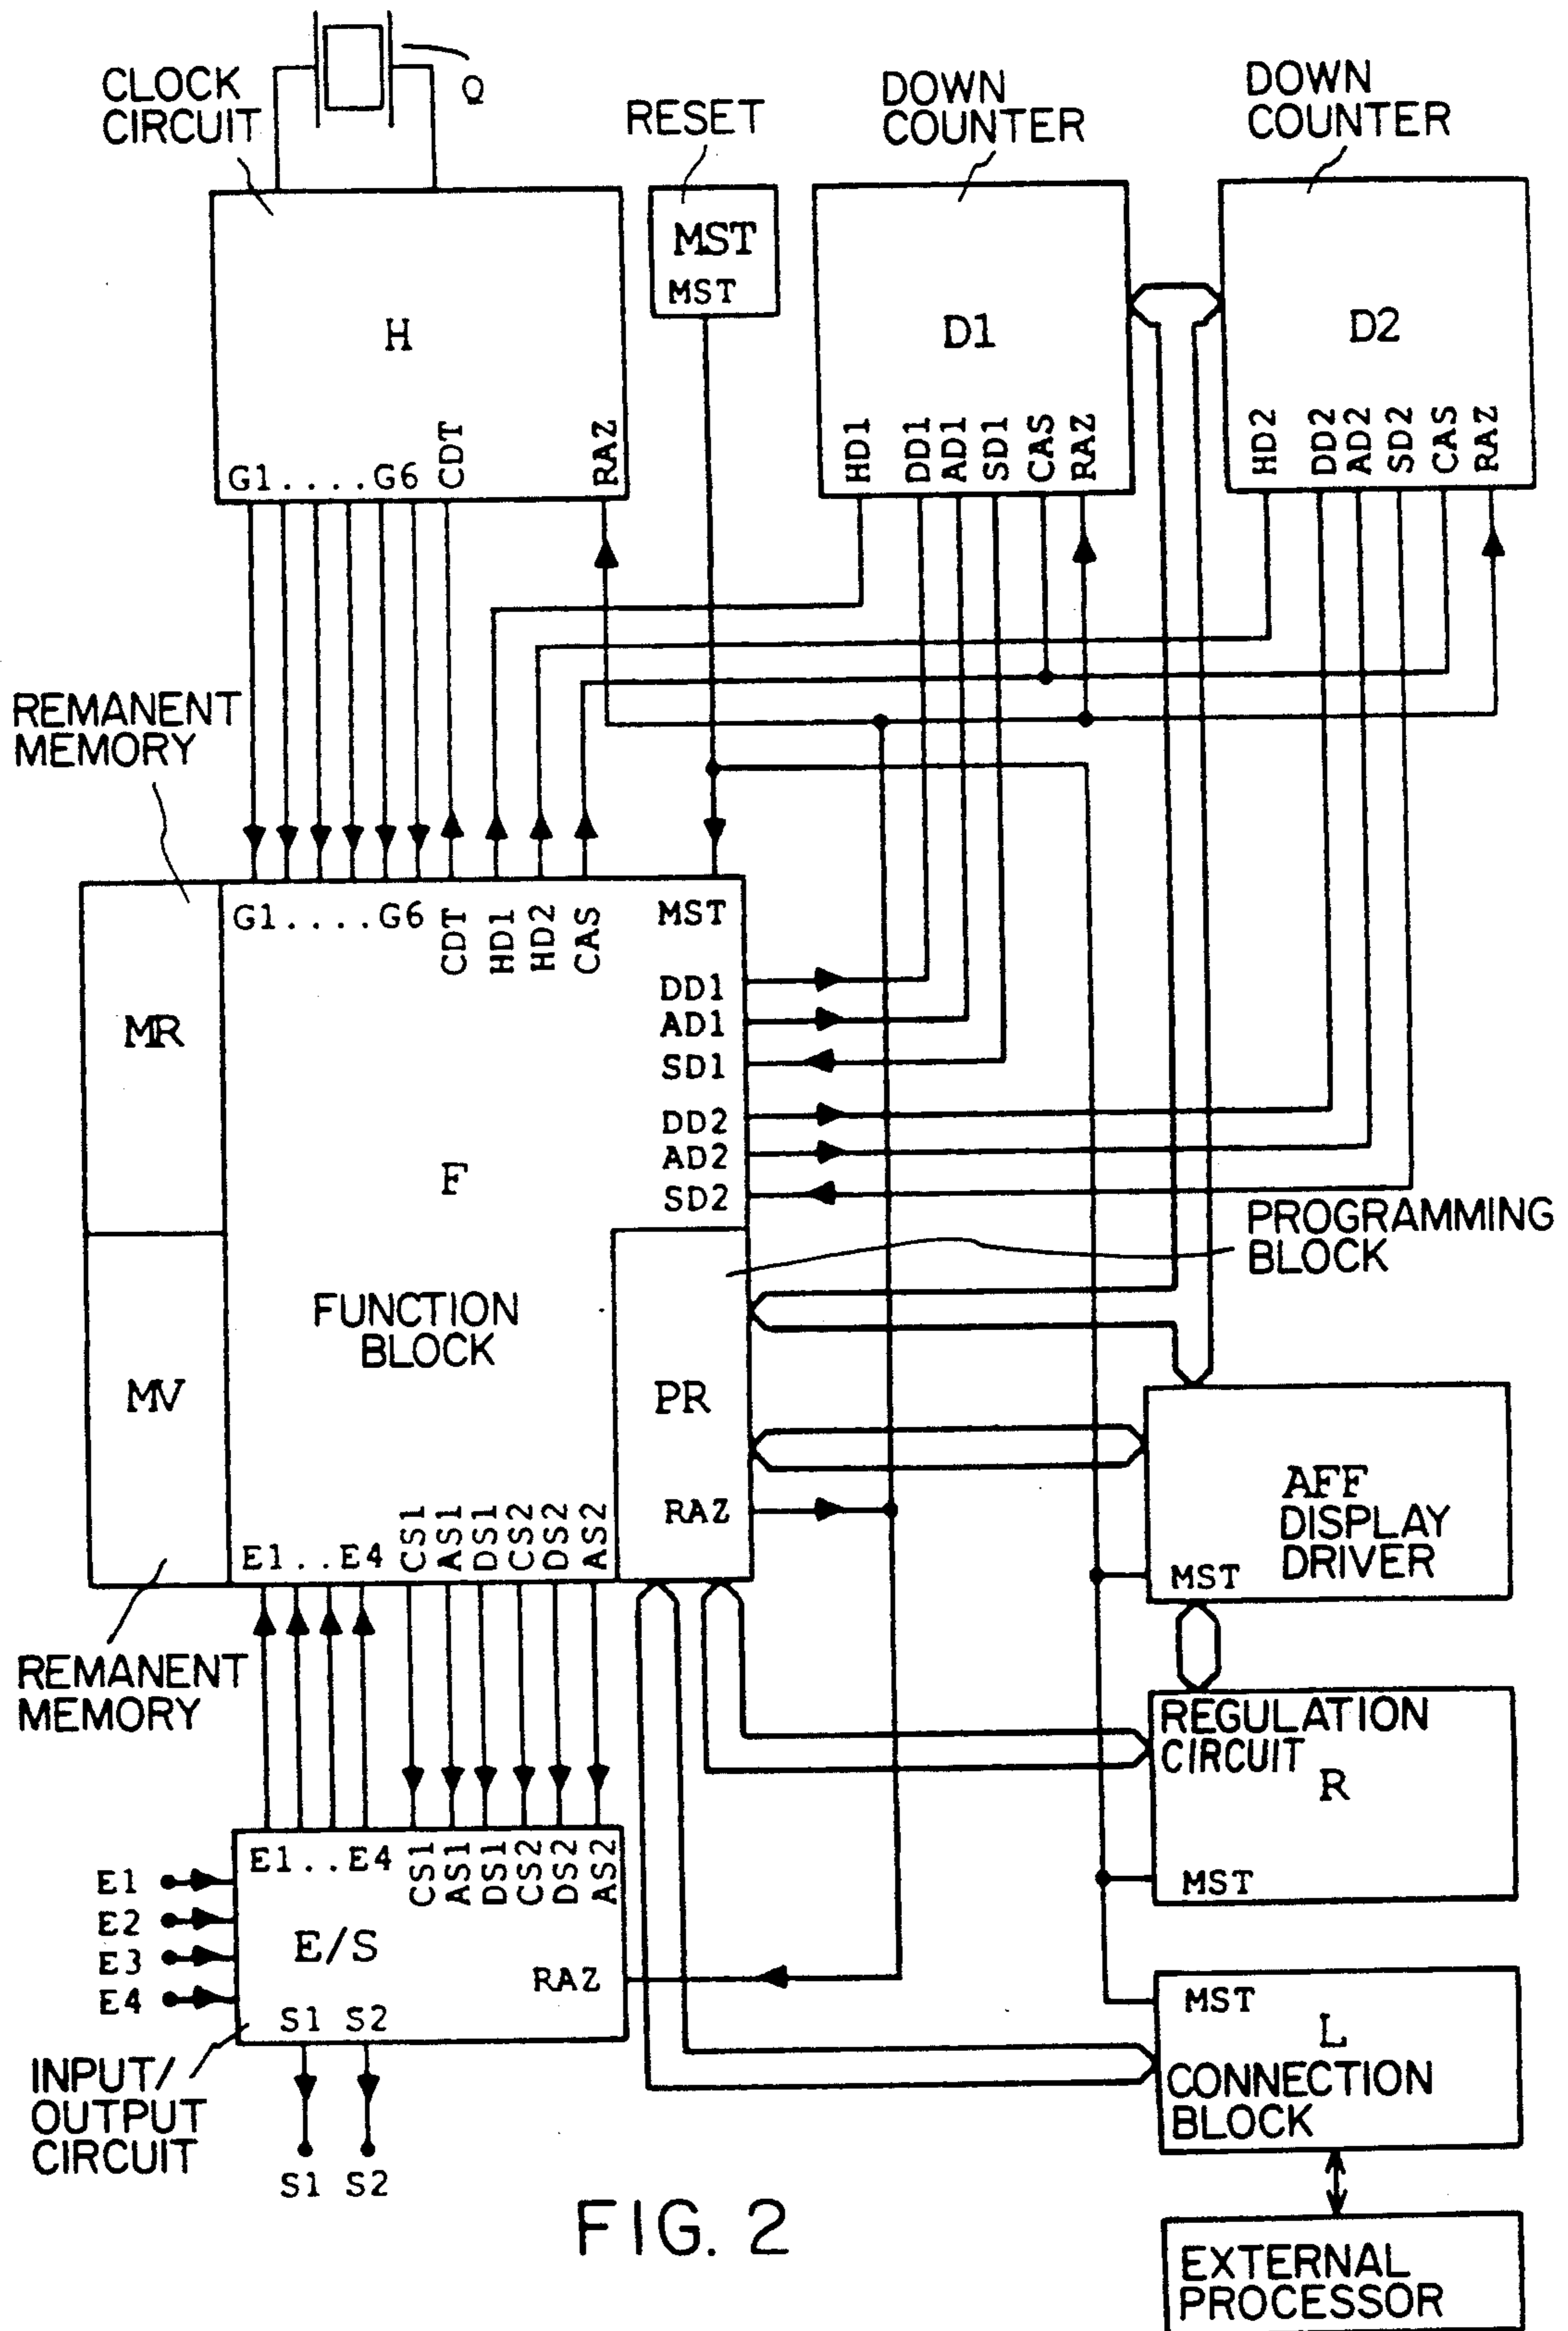 CLOCK
CIRCUIT
Q
RESET
DOWN
COUNTER
DOWN
COUNTER
MST
MST
H
D1
D2
G1....G6 CDT RAZ
HD1 DD1 AD1 SD1 CAS RAZ
HD2 DD2 AD2 SD2 CAS RAZ
REMANENT
MEMORY
G1....G6 CDT HD1 HD2 CAS
MST
DD1
AD1
SD1
DD2
AD2
SD2
MR
F
PROGRAMMING
BLOCK
FUNCTION
BLOCK
MV
PR
RAZ
AFF
DISPLAY
DRIVER
MST
E1..E4 CS1 AS1 DS1 CS2 DS2 AS2
REMANENT
MEMORY
REGULATION
CIRCUIT
R
MST
E1..E4 CS1 AS1 DS1 CS2 DS2 AS2
E1
E2
E3
E4
E/S
RAZ
S1 S2
MST
L
CONNECTION
BLOCK
INPUT/
OUTPUT
CIRCUIT
S1 S2
FIG. 2
EXTERNAL
PROCESSOR